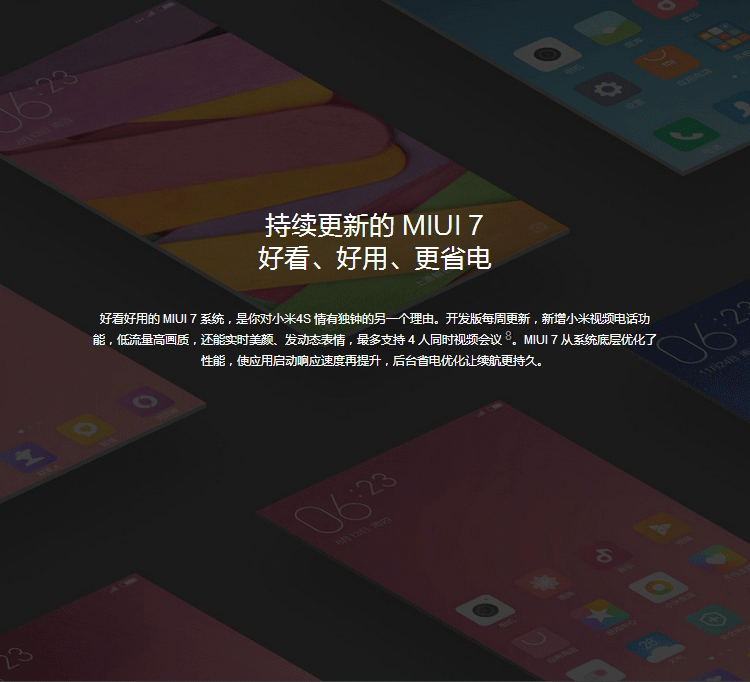 06:23
持续更新的 MIUI 7
好看、好用、更省电
好看好用的 MIUI 7 系统，是你对小米4S 情有独钟的另一个理由。开发版每周更新，新增小米视频电话功
能，低流量高画质，还能实时美颜、发动态表情，最多支持 4 人同时视频会议 8。MIUI 7 从系统底层优化了
性能，使应用启动响应速度再提升，后台省电优化让续航更持久。
06:23
06:23
28